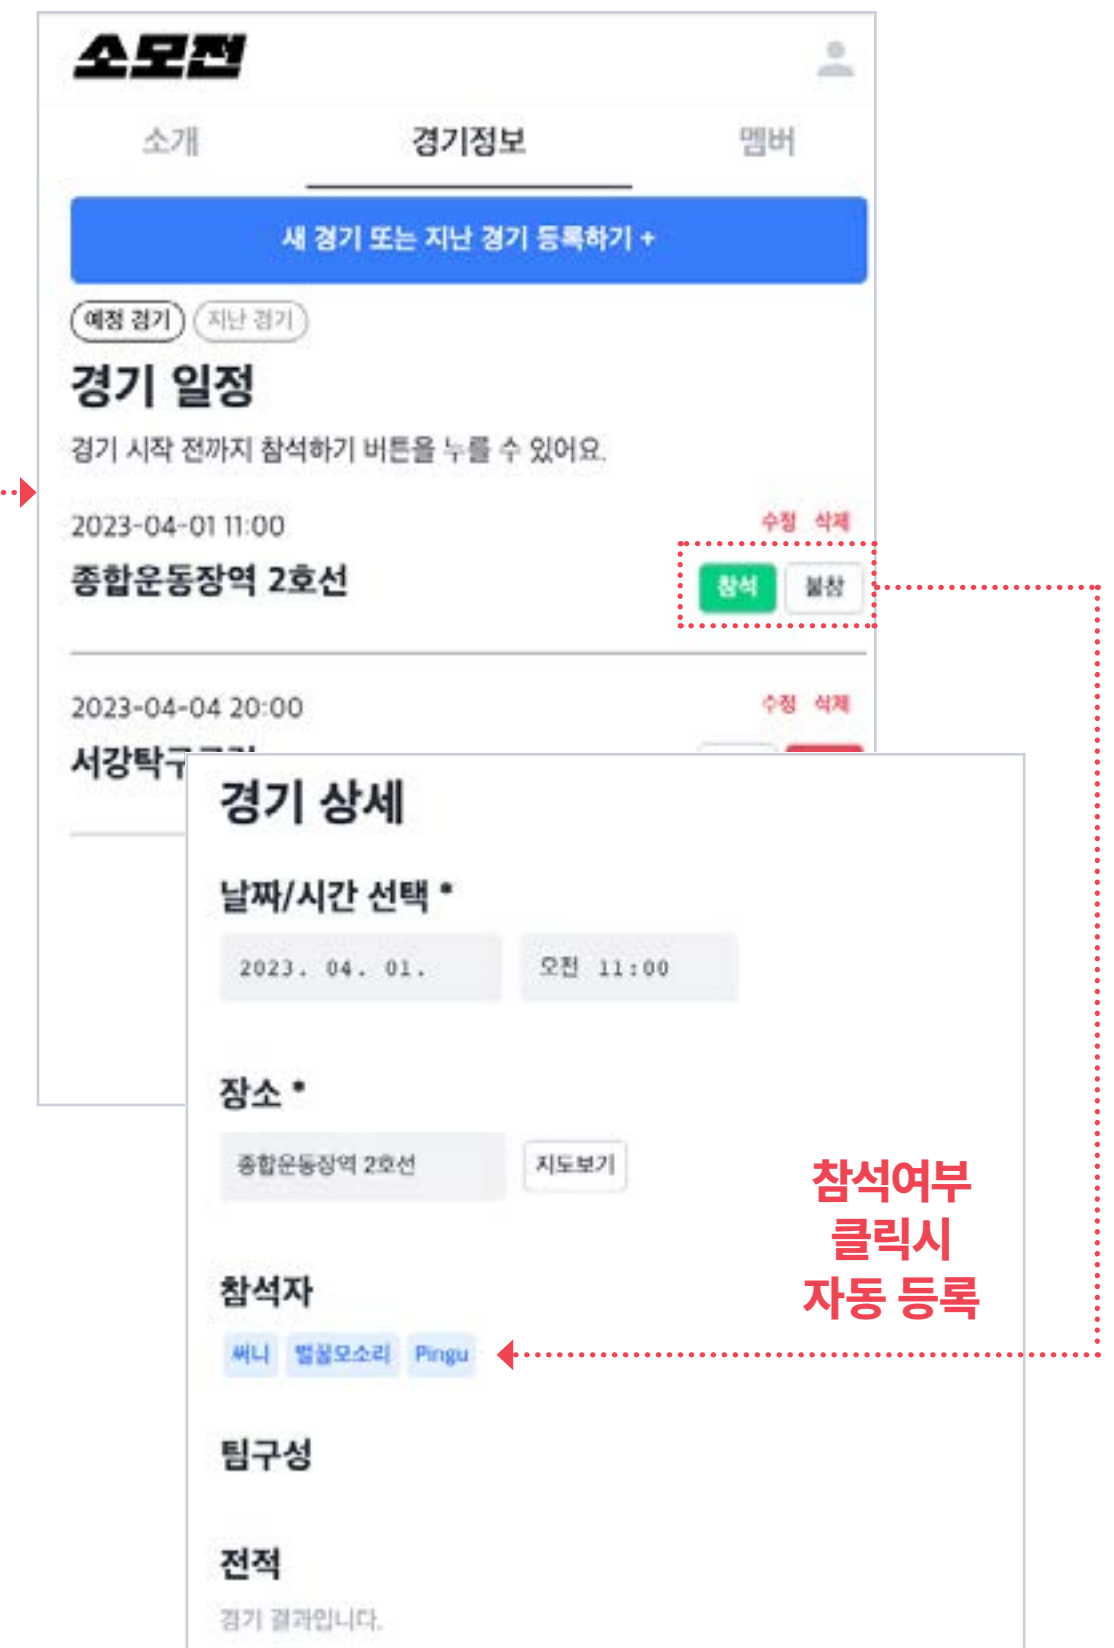 소모전
소개 경기정보 멤버
새 경기 또는 지난 경기 등록하기 +
예정 경기 지난 경기
경기 일정
경기 시작 전까지 참석하기 버튼을 누를 수 있어요.
2023-04-01 11:00 수정 삭제
종합운동장역 2호선 참석 불참
2023-04-04 20:00 수정 삭제
서강탁구
경기 상세
날짜/시간 선택 *
2023. 04. 01. 오전 11:00
장소 *
종합운동장역 2호선 지도보기
참석여부
클릭시
자동 등록
참석자
써니 벌꿀모소리 Pingu
팀구성
전적
경기 결과입니다.